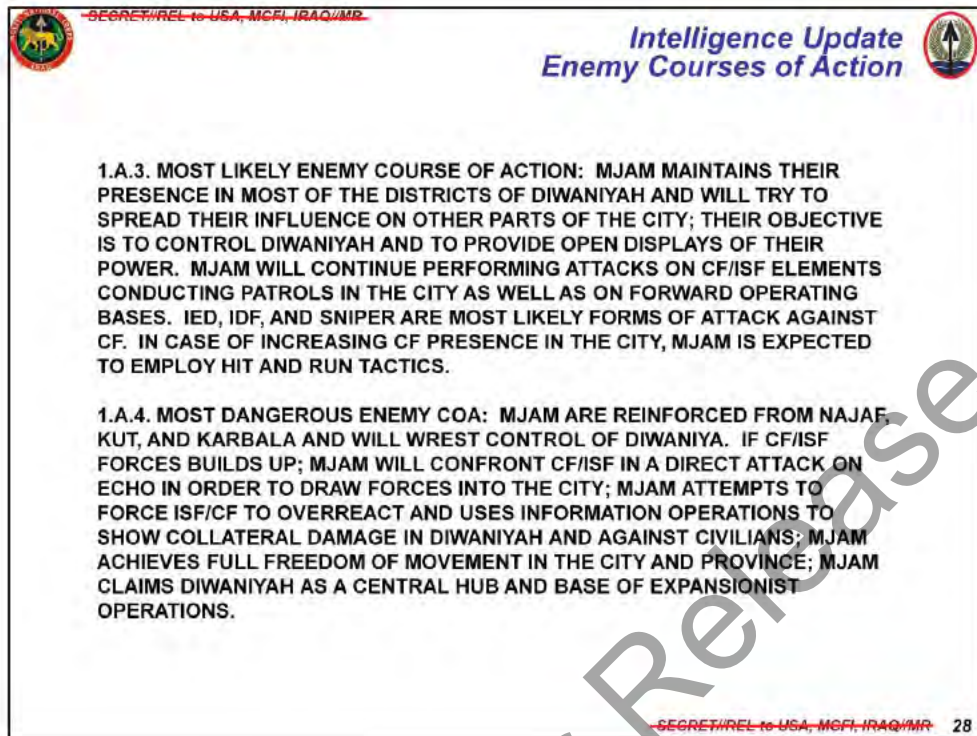 SECRET//REL to USA, MCFI, IRAQ//MR
Intelligence Update
Enemy Courses of Action
1.A.3. MOST LIKELY ENEMY COURSE OF ACTION: MJAM MAINTAINS THEIR
PRESENCE IN MOST OF THE DISTRICTS OF DIWANIYAH AND WILL TRY TO
SPREAD THEIR INFLUENCE ON OTHER PARTS OF THE CITY; THEIR OBJECTIVE
IS TO CONTROL DIWANIYAH AND TO PROVIDE OPEN DISPLAYS OF THEIR
POWER. MJAM WILL CONTINUE PERFORMING ATTACKS ON CF/ISF ELEMENTS
CONDUCTING PATROLS IN THE CITY AS WELL AS ON FORWARD OPERATING
BASES. IED, IDF, AND SNIPER ARE MOST LIKELY FORMS OF ATTACK AGAINST
CF. IN CASE OF INCREASING CF PRESENCE IN THE CITY, MJAM IS EXPECTED
TO EMPLOY HIT AND RUN TACTICS.
1.A.4. MOST DANGEROUS ENEMY COA: MJAM ARE REINFORCED FROM NAJAF,
KUT, AND KARBALA AND WILL WREST CONTROL OF DIWANIYA. IF CF/ISF
FORCES BUILDS UP; MJAM WILL CONFRONT CF/ISF IN A DIRECT ATTACK ON
ECHO IN ORDER TO DRAW FORCES INTO THE CITY; MJAM ATTEMPTS TO
FORCE ISF/CF TO OVERREACT AND USES INFORMATION OPERATIONS TO
SHOW COLLATERAL DAMAGE IN DIWANIYAH AND AGAINST CIVILIANS; MJAM
ACHIEVES FULL FREEDOM OF MOVEMENT IN THE CITY AND PROVINCE; MJAM
CLAIMS DIWANIYAH AS A CENTRAL HUB AND BASE OF EXPANSIONIST
OPERATIONS.
Release
SECRET//REL to USA, MCFI, IRAQ//MR 28